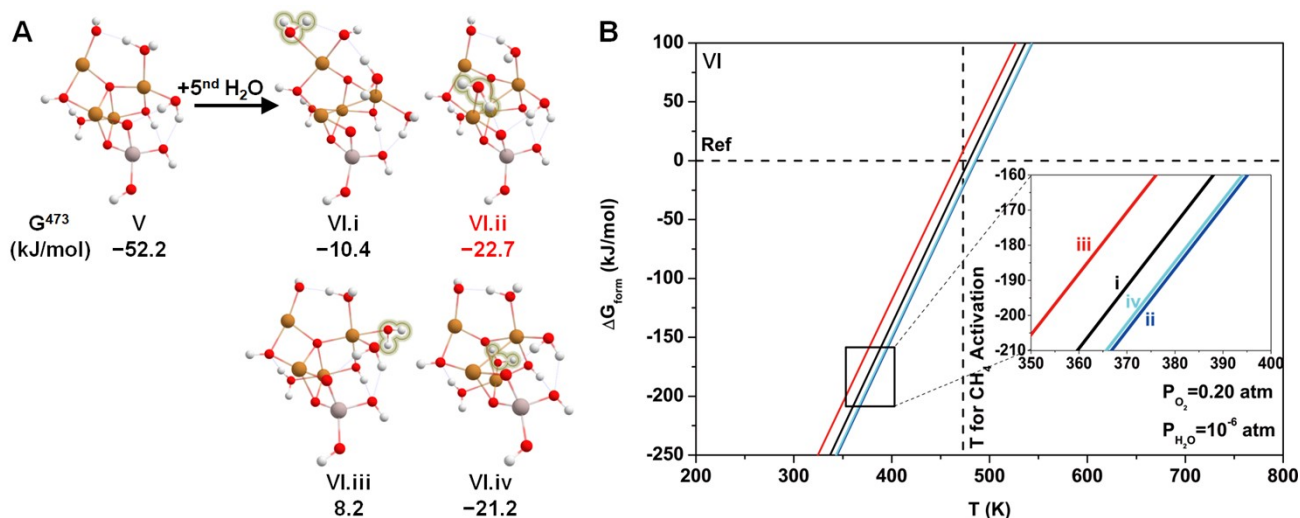 A
+5nd H2O
G473
(kJ/mol)
V
−52.2
VI.i
−10.4
VI.ii
−22.7
VI.iii
8.2
VI.iv
−21.2
B
VI
Ref
ΔGform (kJ/mol)
100
50
0
-50
-100
-150
-200
-250
200
300
400
500
600
700
800
T (K)
T for CH4 Activation
-160
-170
-180
-190
-200
-210
350
360
370
380
390
400
iii
i
iv
ii
PO2=0.20 atm
PH2O=10-6 atm